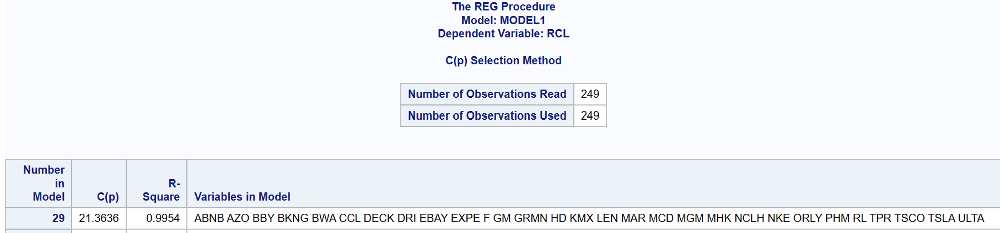 The REG Procedure
Model: MODEL1
Dependent Variable: RCL
C(p) Selection Method
Number of Observations Read 249
Number of Observations Used 249
Number in Model C(p) R-Square Variables in Model
29 21.3636 0.9954 ABNB AZO BBY BKNG BWA CCL DECK DRI EBAY EXPE F GM GRMN HD KMX LEN MAR MCD MGM MHK NCLH NKE ORLY PHM RL TPR TSCO TSLA ULTA